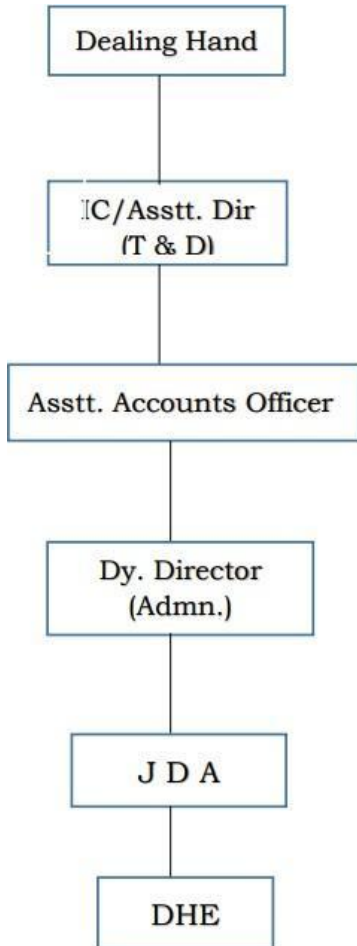 Dealing Hand
IC/Asstt. Dir
(T & D)
Asstt. Accounts Officer
Dy. Director
(Admn.)
J D A
DHE